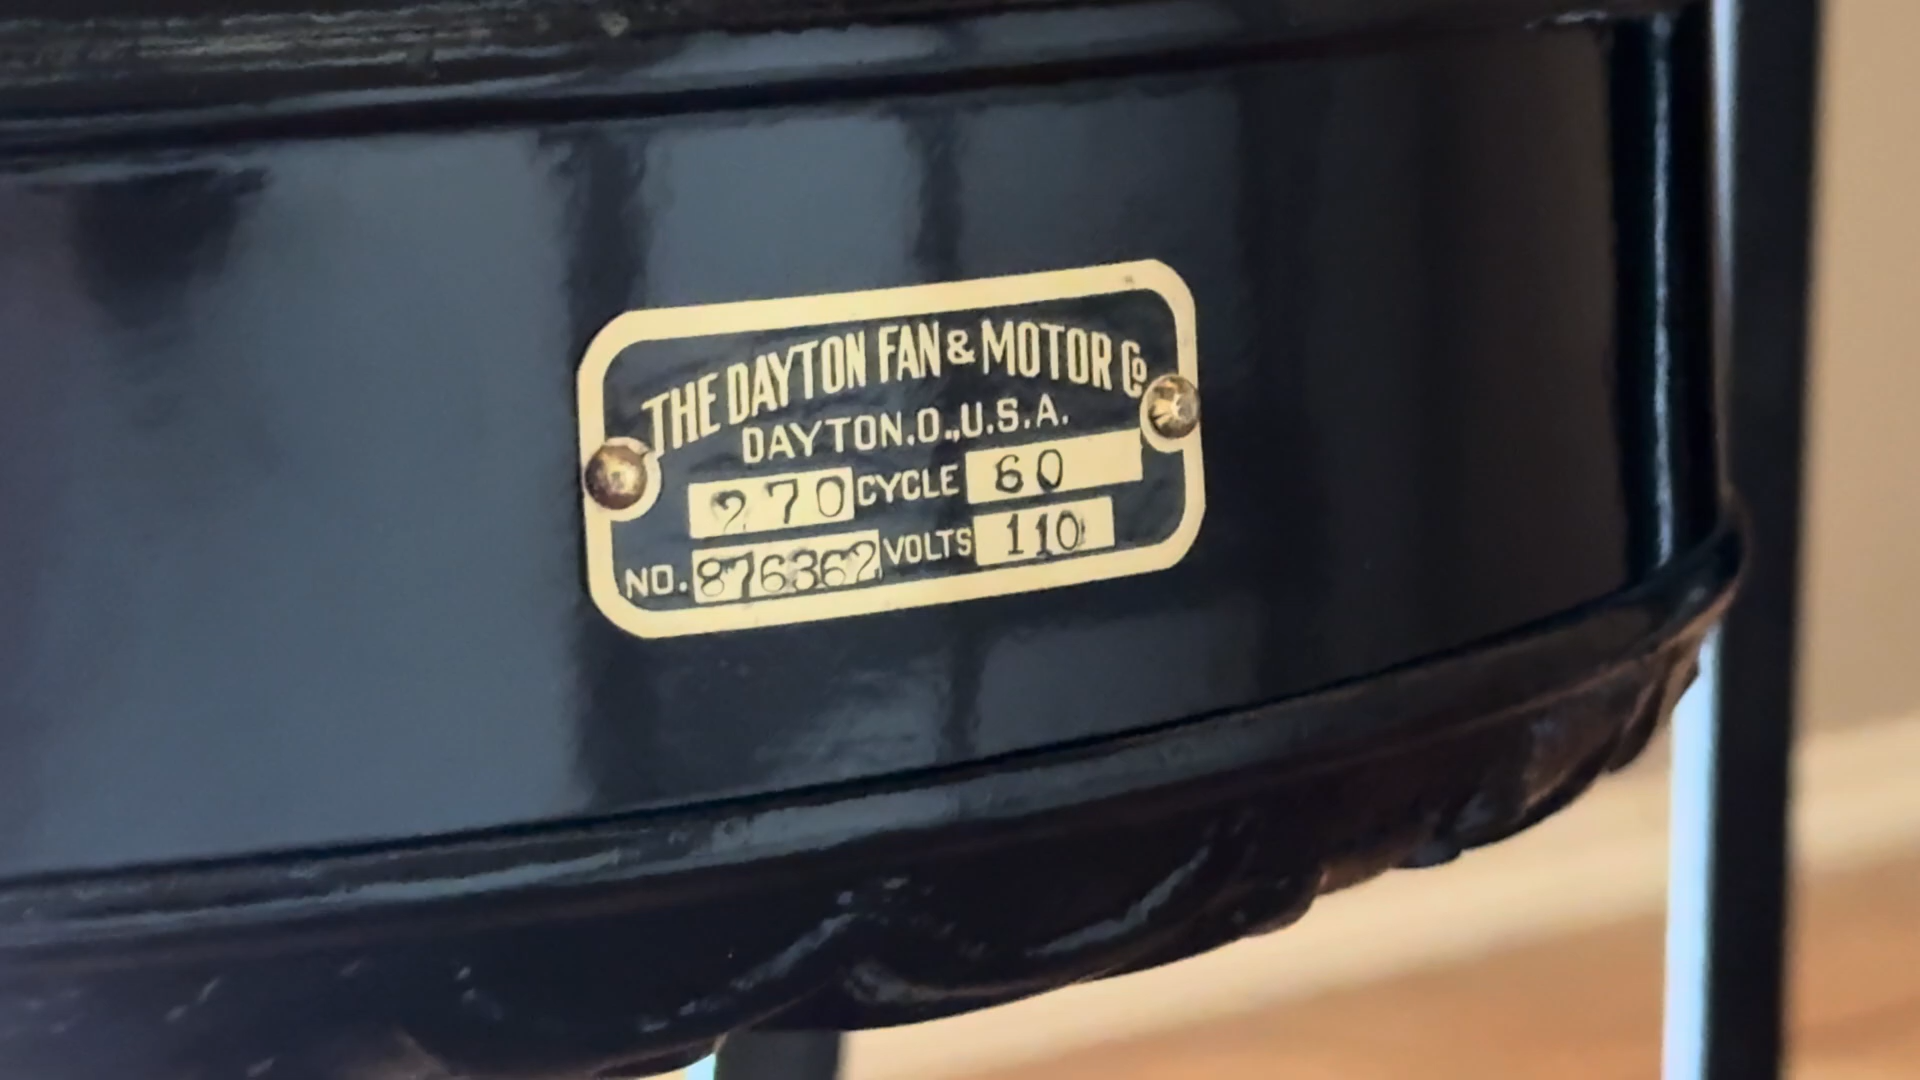 THE DAYTON FAN & MOTOR Co
DAYTON.O.,U.S.A.
270 CYCLE 60
NO. 876362 VOLTS 110